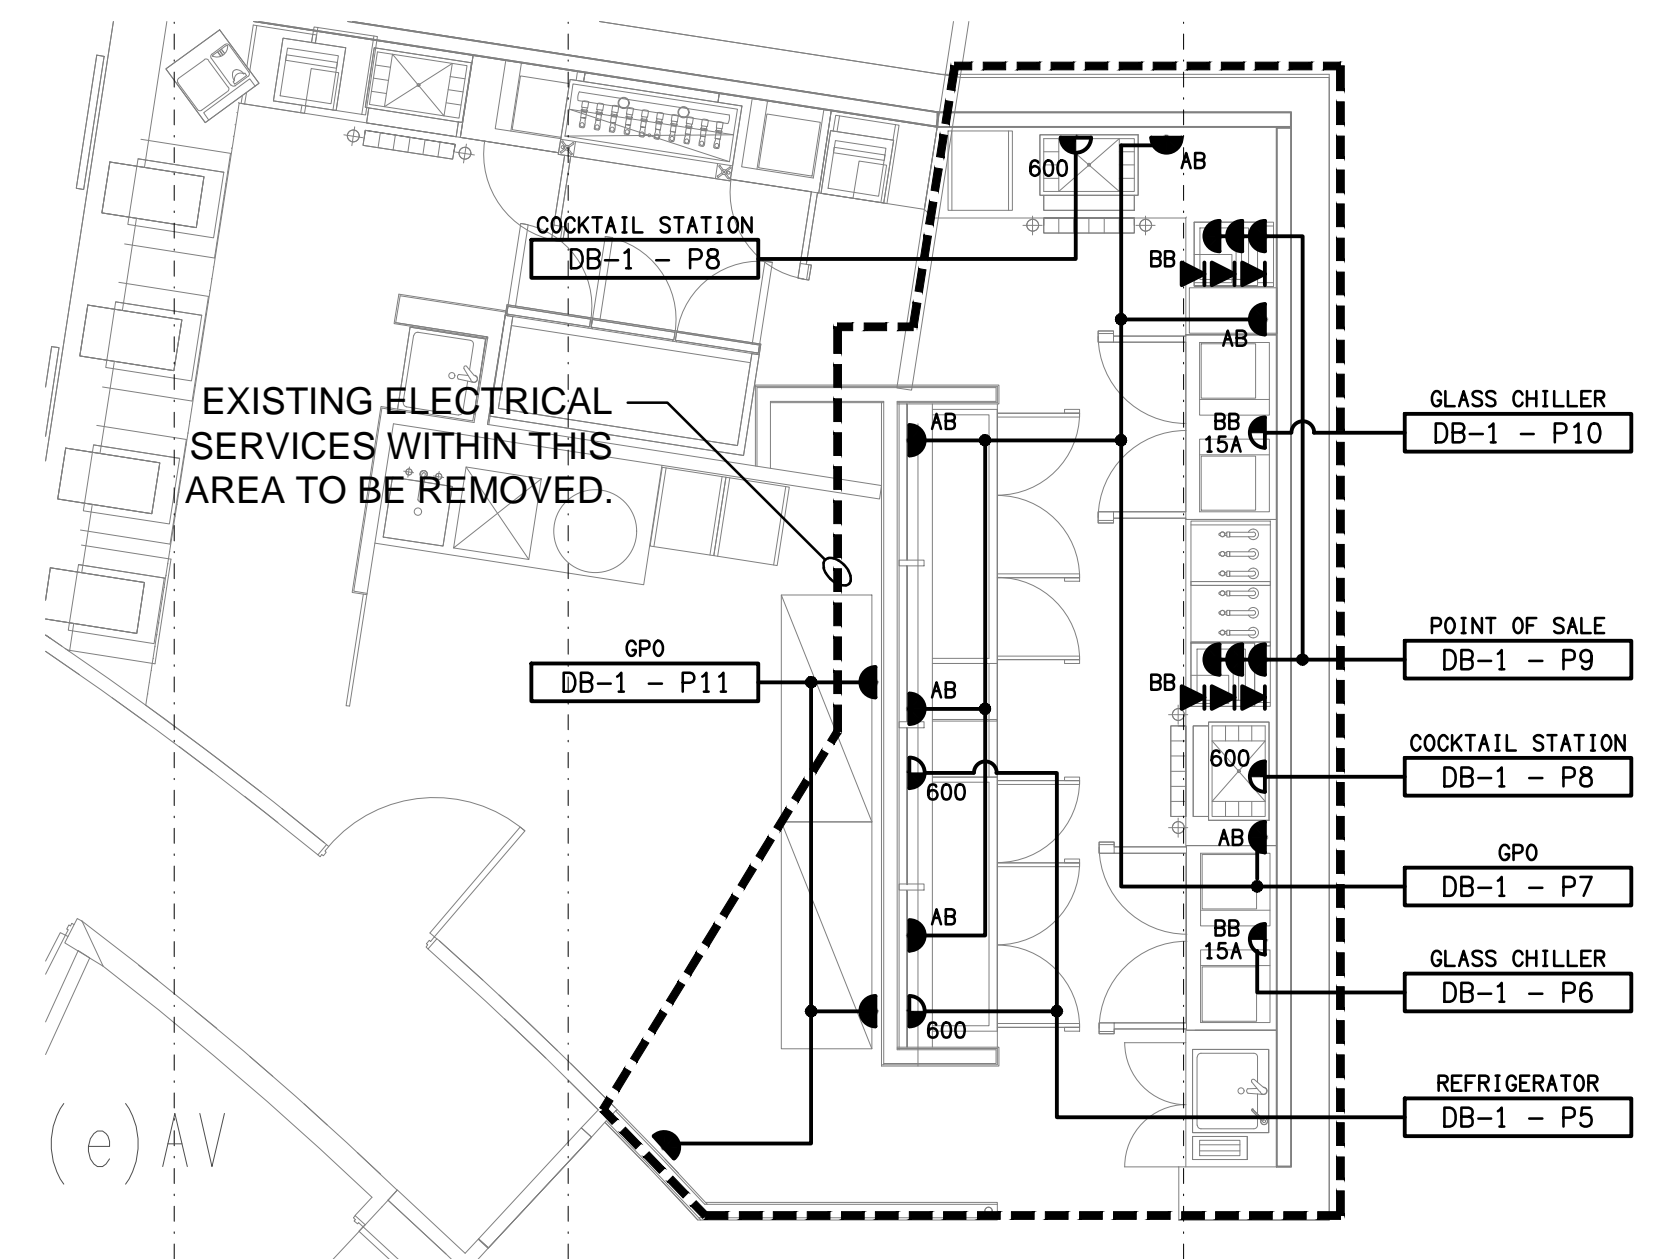 600
AB
COCKTAIL STATION
DB-1 - P8
BB
AB
EXISTING ELECTRICAL
SERVICES WITHIN THIS
AREA TO BE REMOVED.
AB
BB
15A
GLASS CHILLER
DB-1 - P10
GPO
DB-1 - P11
AB
BB
POINT OF SALE
DB-1 - P9
600
600
COCKTAIL STATION
DB-1 - P8
AB
GPO
DB-1 - P7
AB
BB
15A
GLASS CHILLER
DB-1 - P6
600
REFRIGERATOR
DB-1 - P5
(e)AV